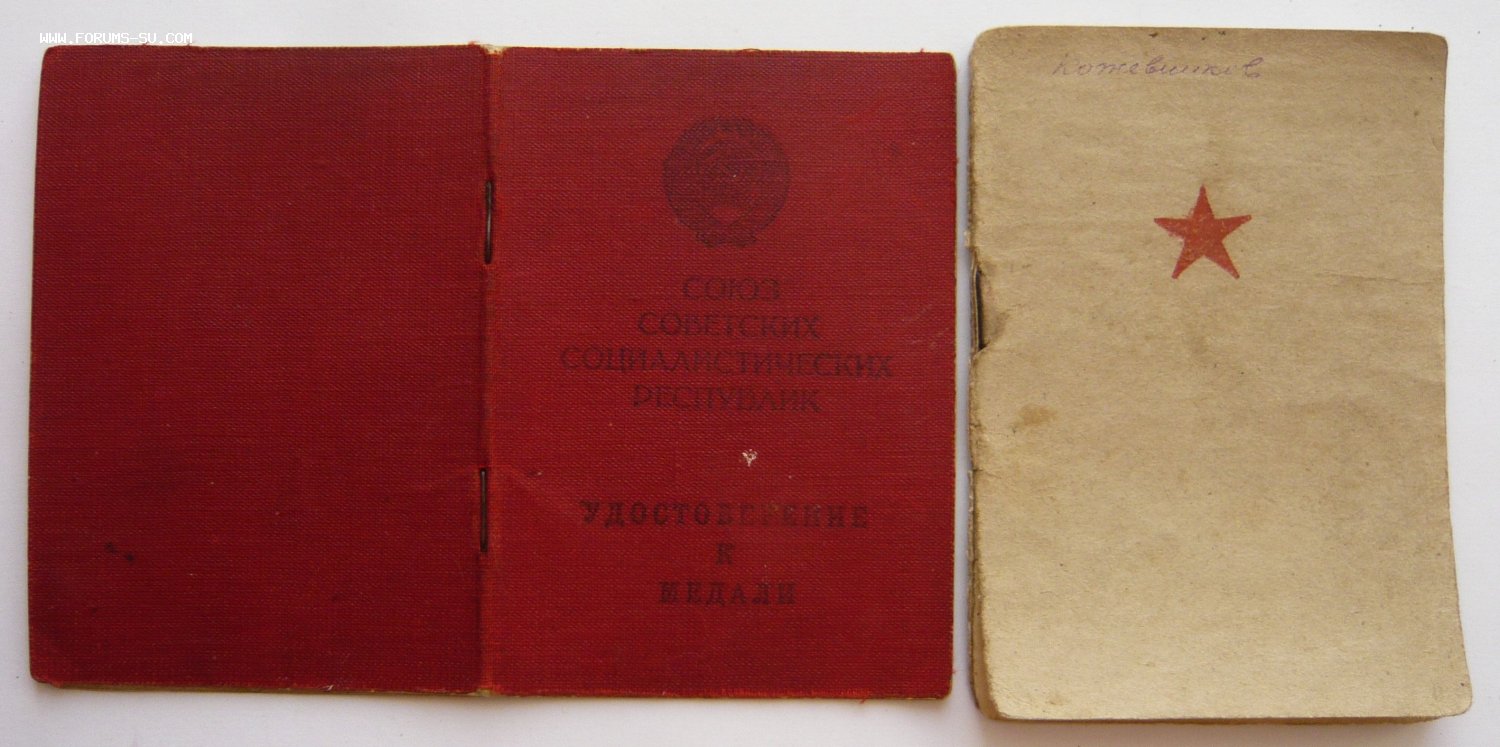 WWW.FORUMS-SU.COM
СОЮЗ
СОВЕТСКИХ
СОЦИАЛИСТИЧЕСКИХ
РЕСПУБЛИК
УДОСТОВЕРЕНИЕ
К
МЕДАЛИ
Кожевников